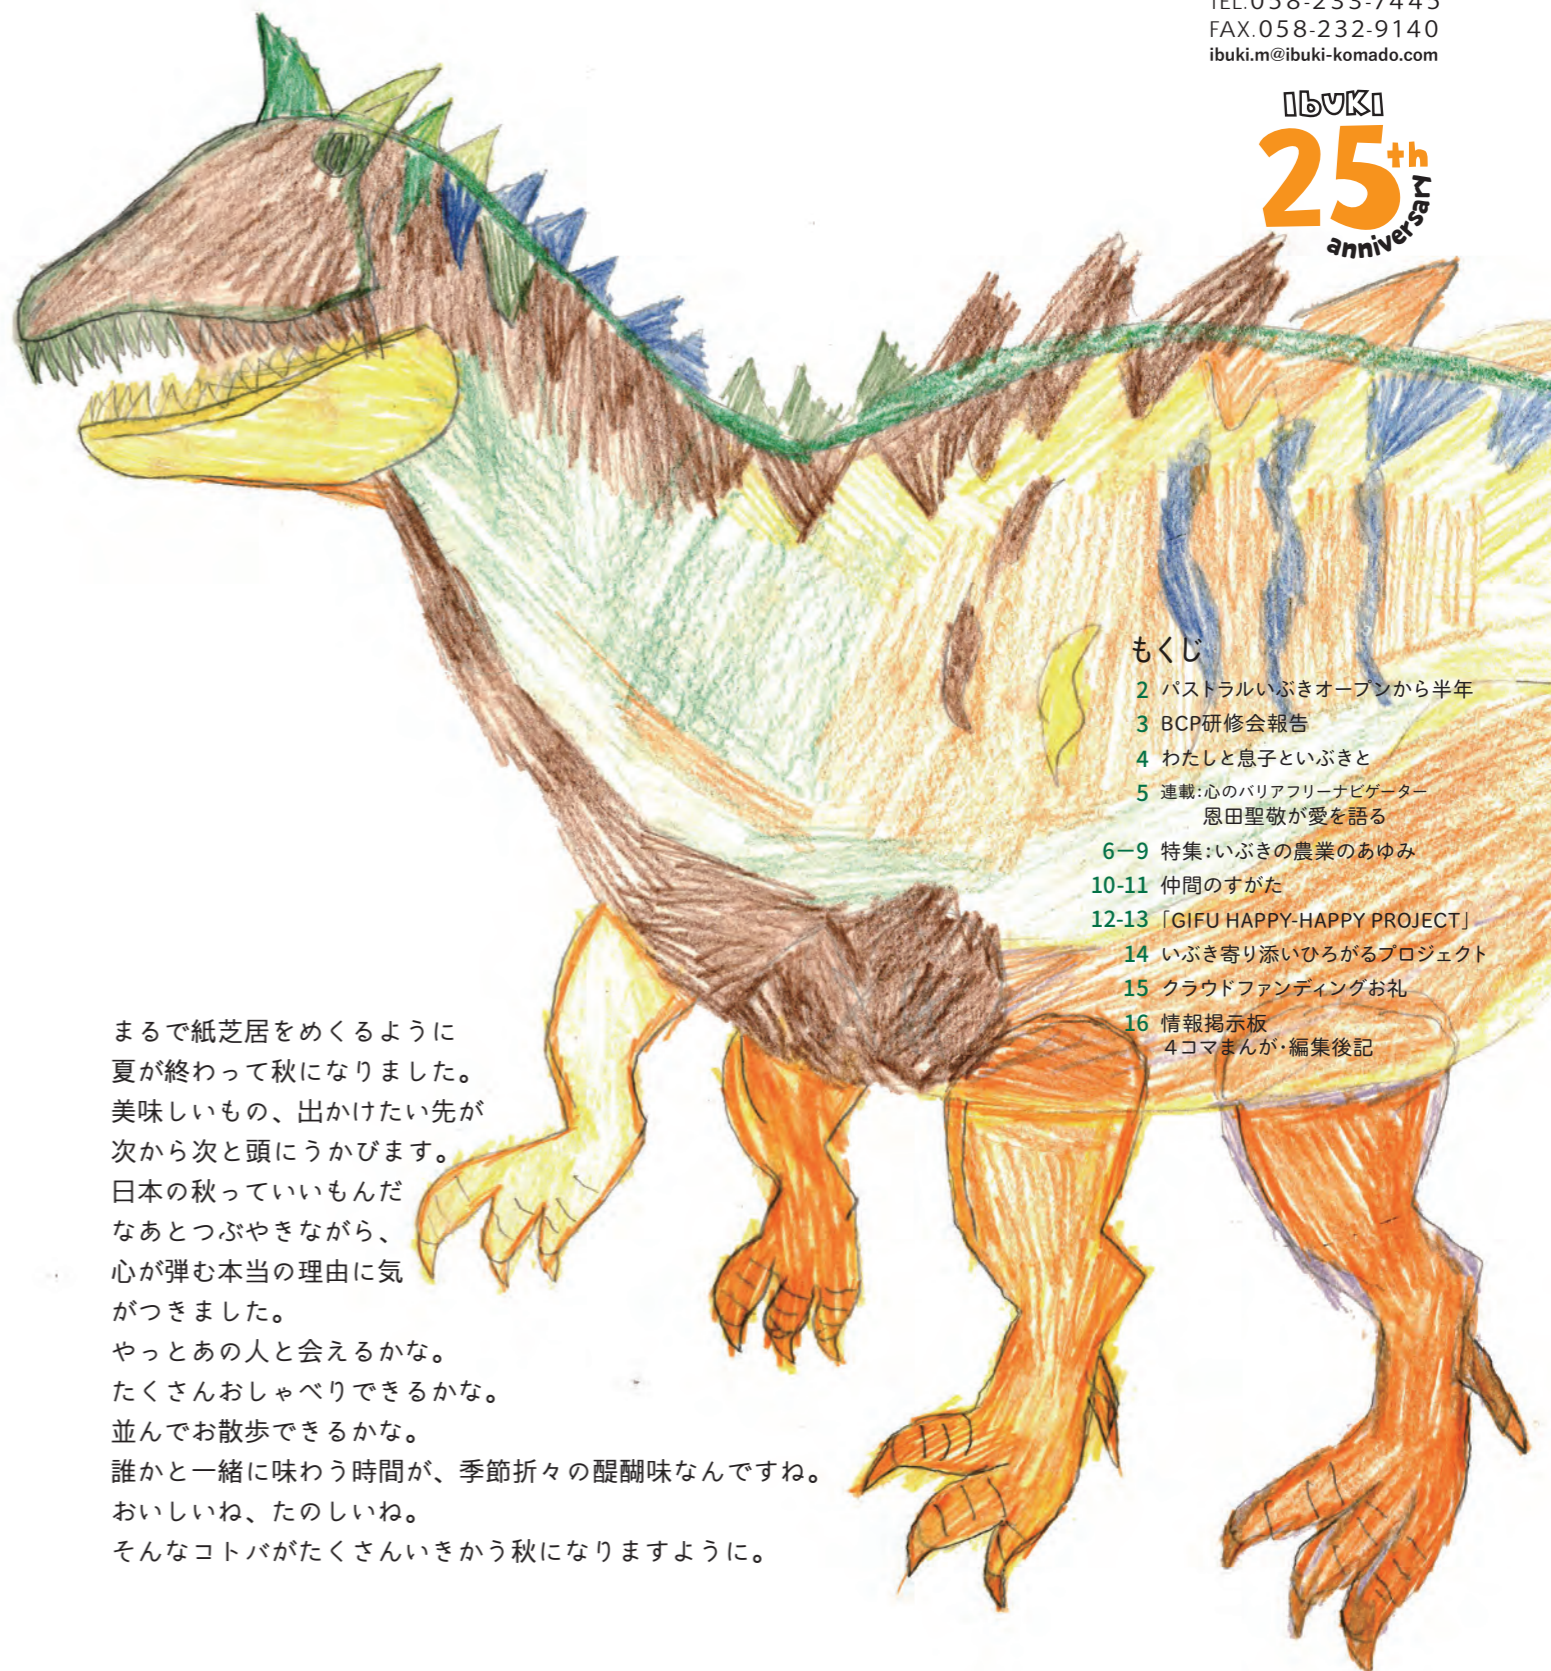 TEL.058-233-7445
FAX.058-232-9140
ibuki.m@ibuki-komado.com
IbUKI
25th
anniversary
もくじ
2 パストラルいぶきオープンから半年
3 BCP研修会報告
4 わたしと息子といぶきと
5 連載:心のバリアフリーナビゲーター
恩田聖敬が愛を語る
6ー9 特集:いぶきの農業のあゆみ
10-11 仲間のすがた
12-13 「GIFU HAPPY-HAPPY PROJECT」
14 いぶき寄り添いひろがるプロジェクト
15 クラウドファンディングお礼
16 情報掲示板
4コマまんが・編集後記
まるで紙芝居をめくるように
夏が終わって秋になりました。
美味しいもの、出かけたい先が
次から次と頭にうかびます。
日本の秋っていいもんだ
なあとつぶやきながら、
心が弾む本当の理由に気
がつきました。
やっとあの人と会えるかな。
たくさんおしゃべりできるかな。
並んでお散歩できるかな。
誰かと一緒に味わう時間が、季節折々の醍醐味なんですね。
おいしいね、たのしいね。
そんなコトバがたくさんいきかう秋になりますように。